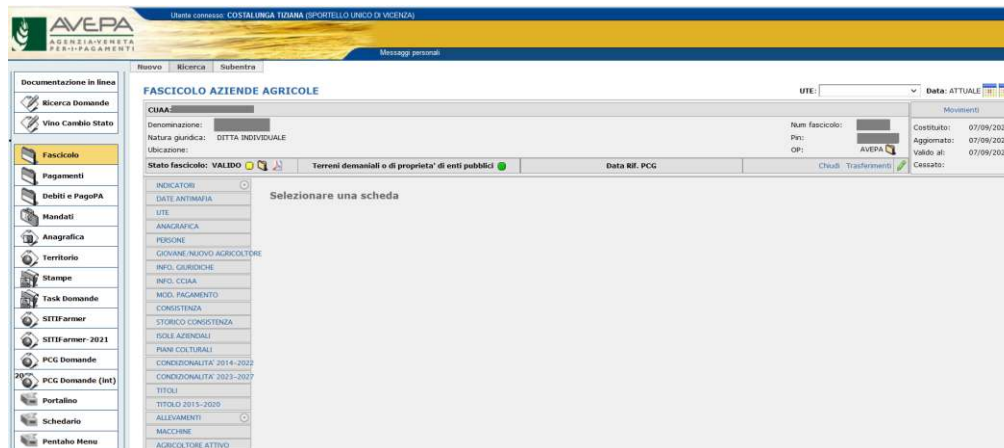 Utente connesso: COSTALUNGA TIZIANA (SPORTELLO UNICO DI VICENZA)
AVEPA
AGENZIA·VENETA
PER·I·PAGAMENTI
Messaggi personali
Nuovo Ricerca Subentra
Documentazione in linea
Ricerca Domande
Vino Cambio Stato
Fascicolo
Pagamenti
Debiti e PagoPA
Mandati
Anagrafica
Territorio
Stampe
Task Domande
SITIFarmer
SITIFarmer-2021
PCG Domande
PCG Domande (int)
Portalino
Schedario
Pentaho Menu
FASCICOLO AZIENDE AGRICOLE
UTE: Data: ATTUALE
CUAA:
Movimenti
Denominazione:
Natura giuridica: DITTA INDIVIDUALE
Ubicazione:
Num fascicolo:
Pin:
OP: AVEPA
Costituito: 07/09/202
Aggiornato: 07/09/202
Valido al: 07/09/202
Cessato:
Stato fascicolo: VALIDO
Terreni demaniali o di proprieta' di enti pubblici
Data Rif. PCG
Chiudi Trasferimenti
INDICATORI
DATE ANTIMAFIA
UTE
ANAGRAFICA
PERSONE
GIOVANE/NUOVO AGRICOLTORE
INFO. GIURIDICHE
INFO. CCIAA
MOD. PAGAMENTO
CONSISTENZA
STORICO CONSISTENZA
ISOLE AZIENDALI
PIANI COLTURALI
CONDIZIONALITA' 2014-2022
CONDIZIONALITA' 2023-2027
TITOLI
TITOLO 2015-2020
ALLEVAMENTI
MACCHINE
AGRICOLTORE ATTIVO
Selezionare una scheda